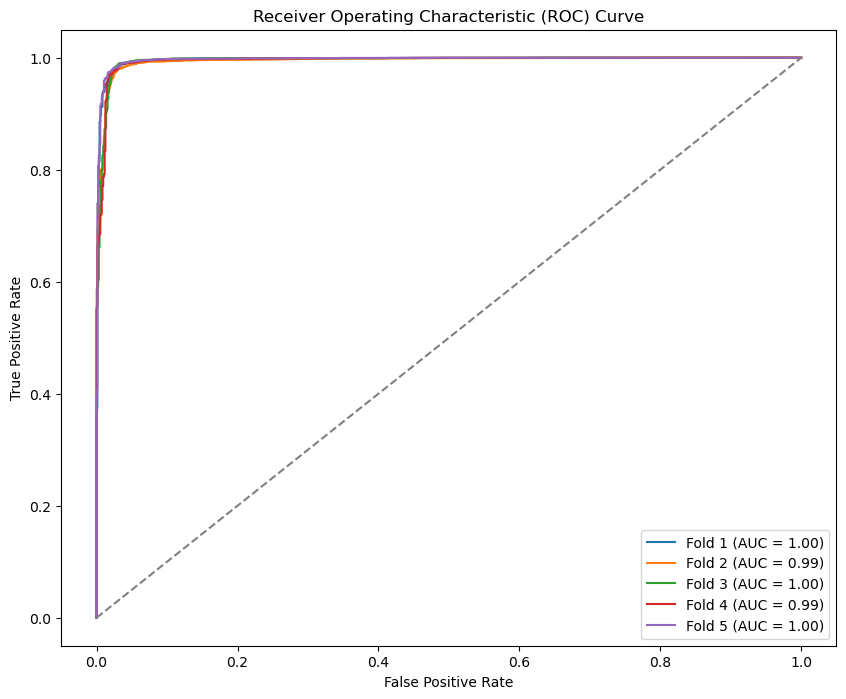 Receiver Operating Characteristic (ROC) Curve
True Positive Rate
1.0
0.8
0.6
0.4
0.2
0.0
Fold 1 (AUC = 1.00)
Fold 2 (AUC = 0.99)
Fold 3 (AUC = 1.00)
Fold 4 (AUC = 0.99)
Fold 5 (AUC = 1.00)
0.0 0.2 0.4 0.6 0.8 1.0
False Positive Rate